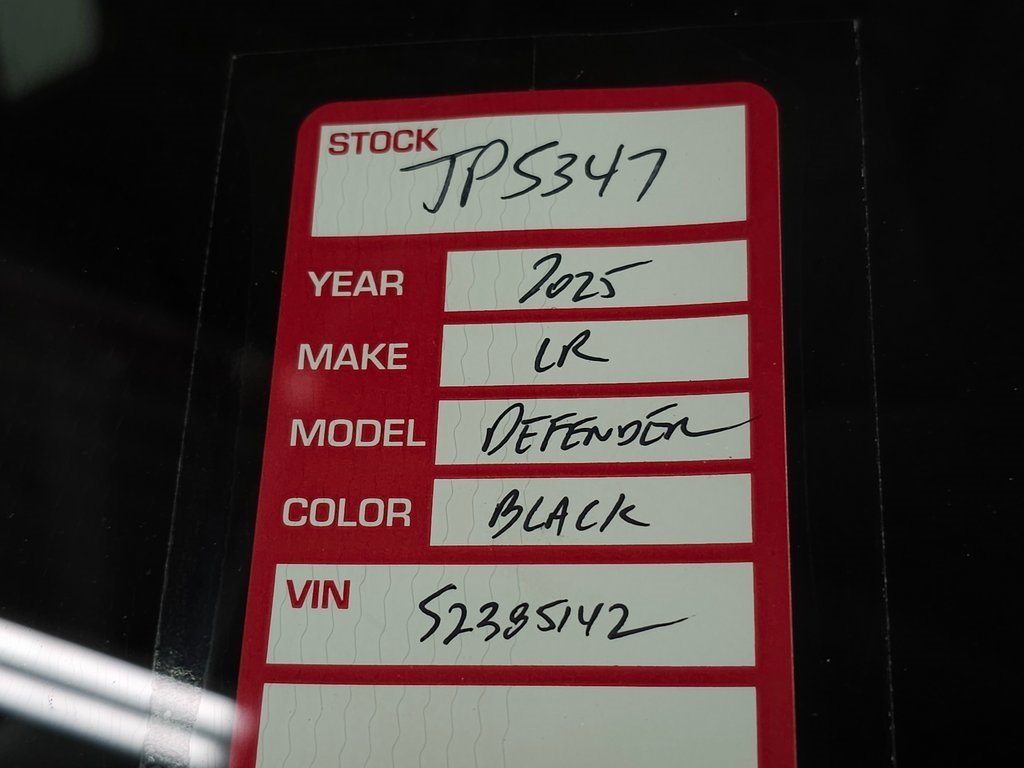 STOCK JP5347
YEAR 2025
MAKE LR
MODEL DEFENDER
COLOR BLACK
VIN S2385142